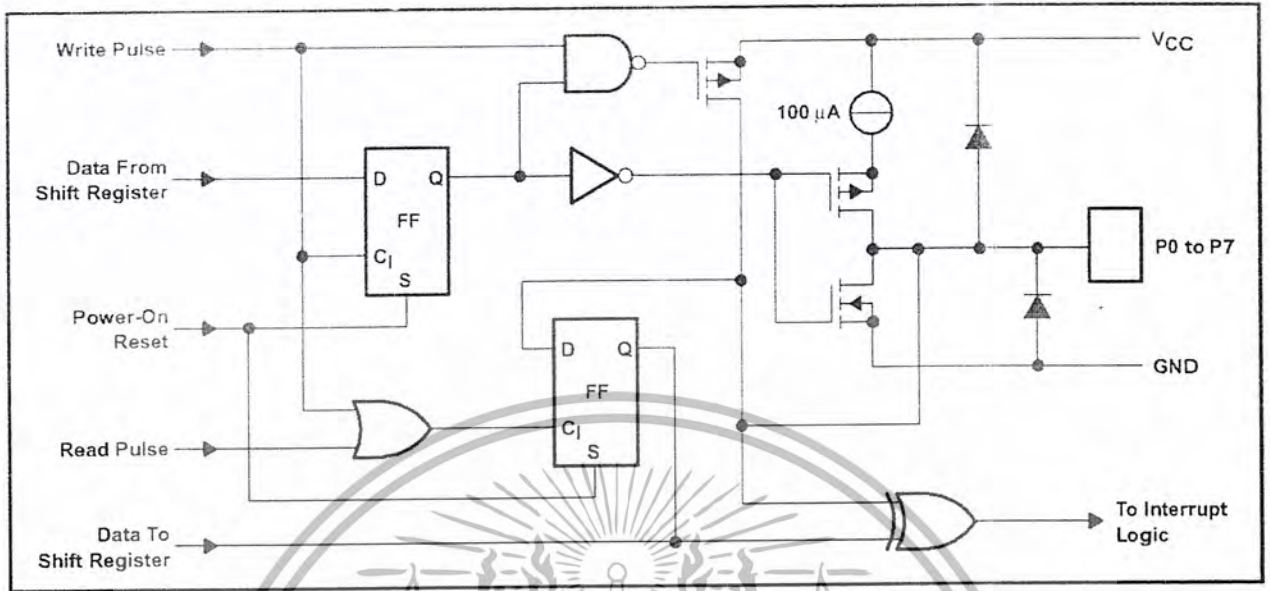 Write Pulse
VCC
100 µA
Data From
Shift Register
D Q
FF
CI
S
P0 to P7
Power-On
Reset
D Q
FF
CI
S
GND
Read Pulse
Data To
Shift Register
To Interrupt
Logic